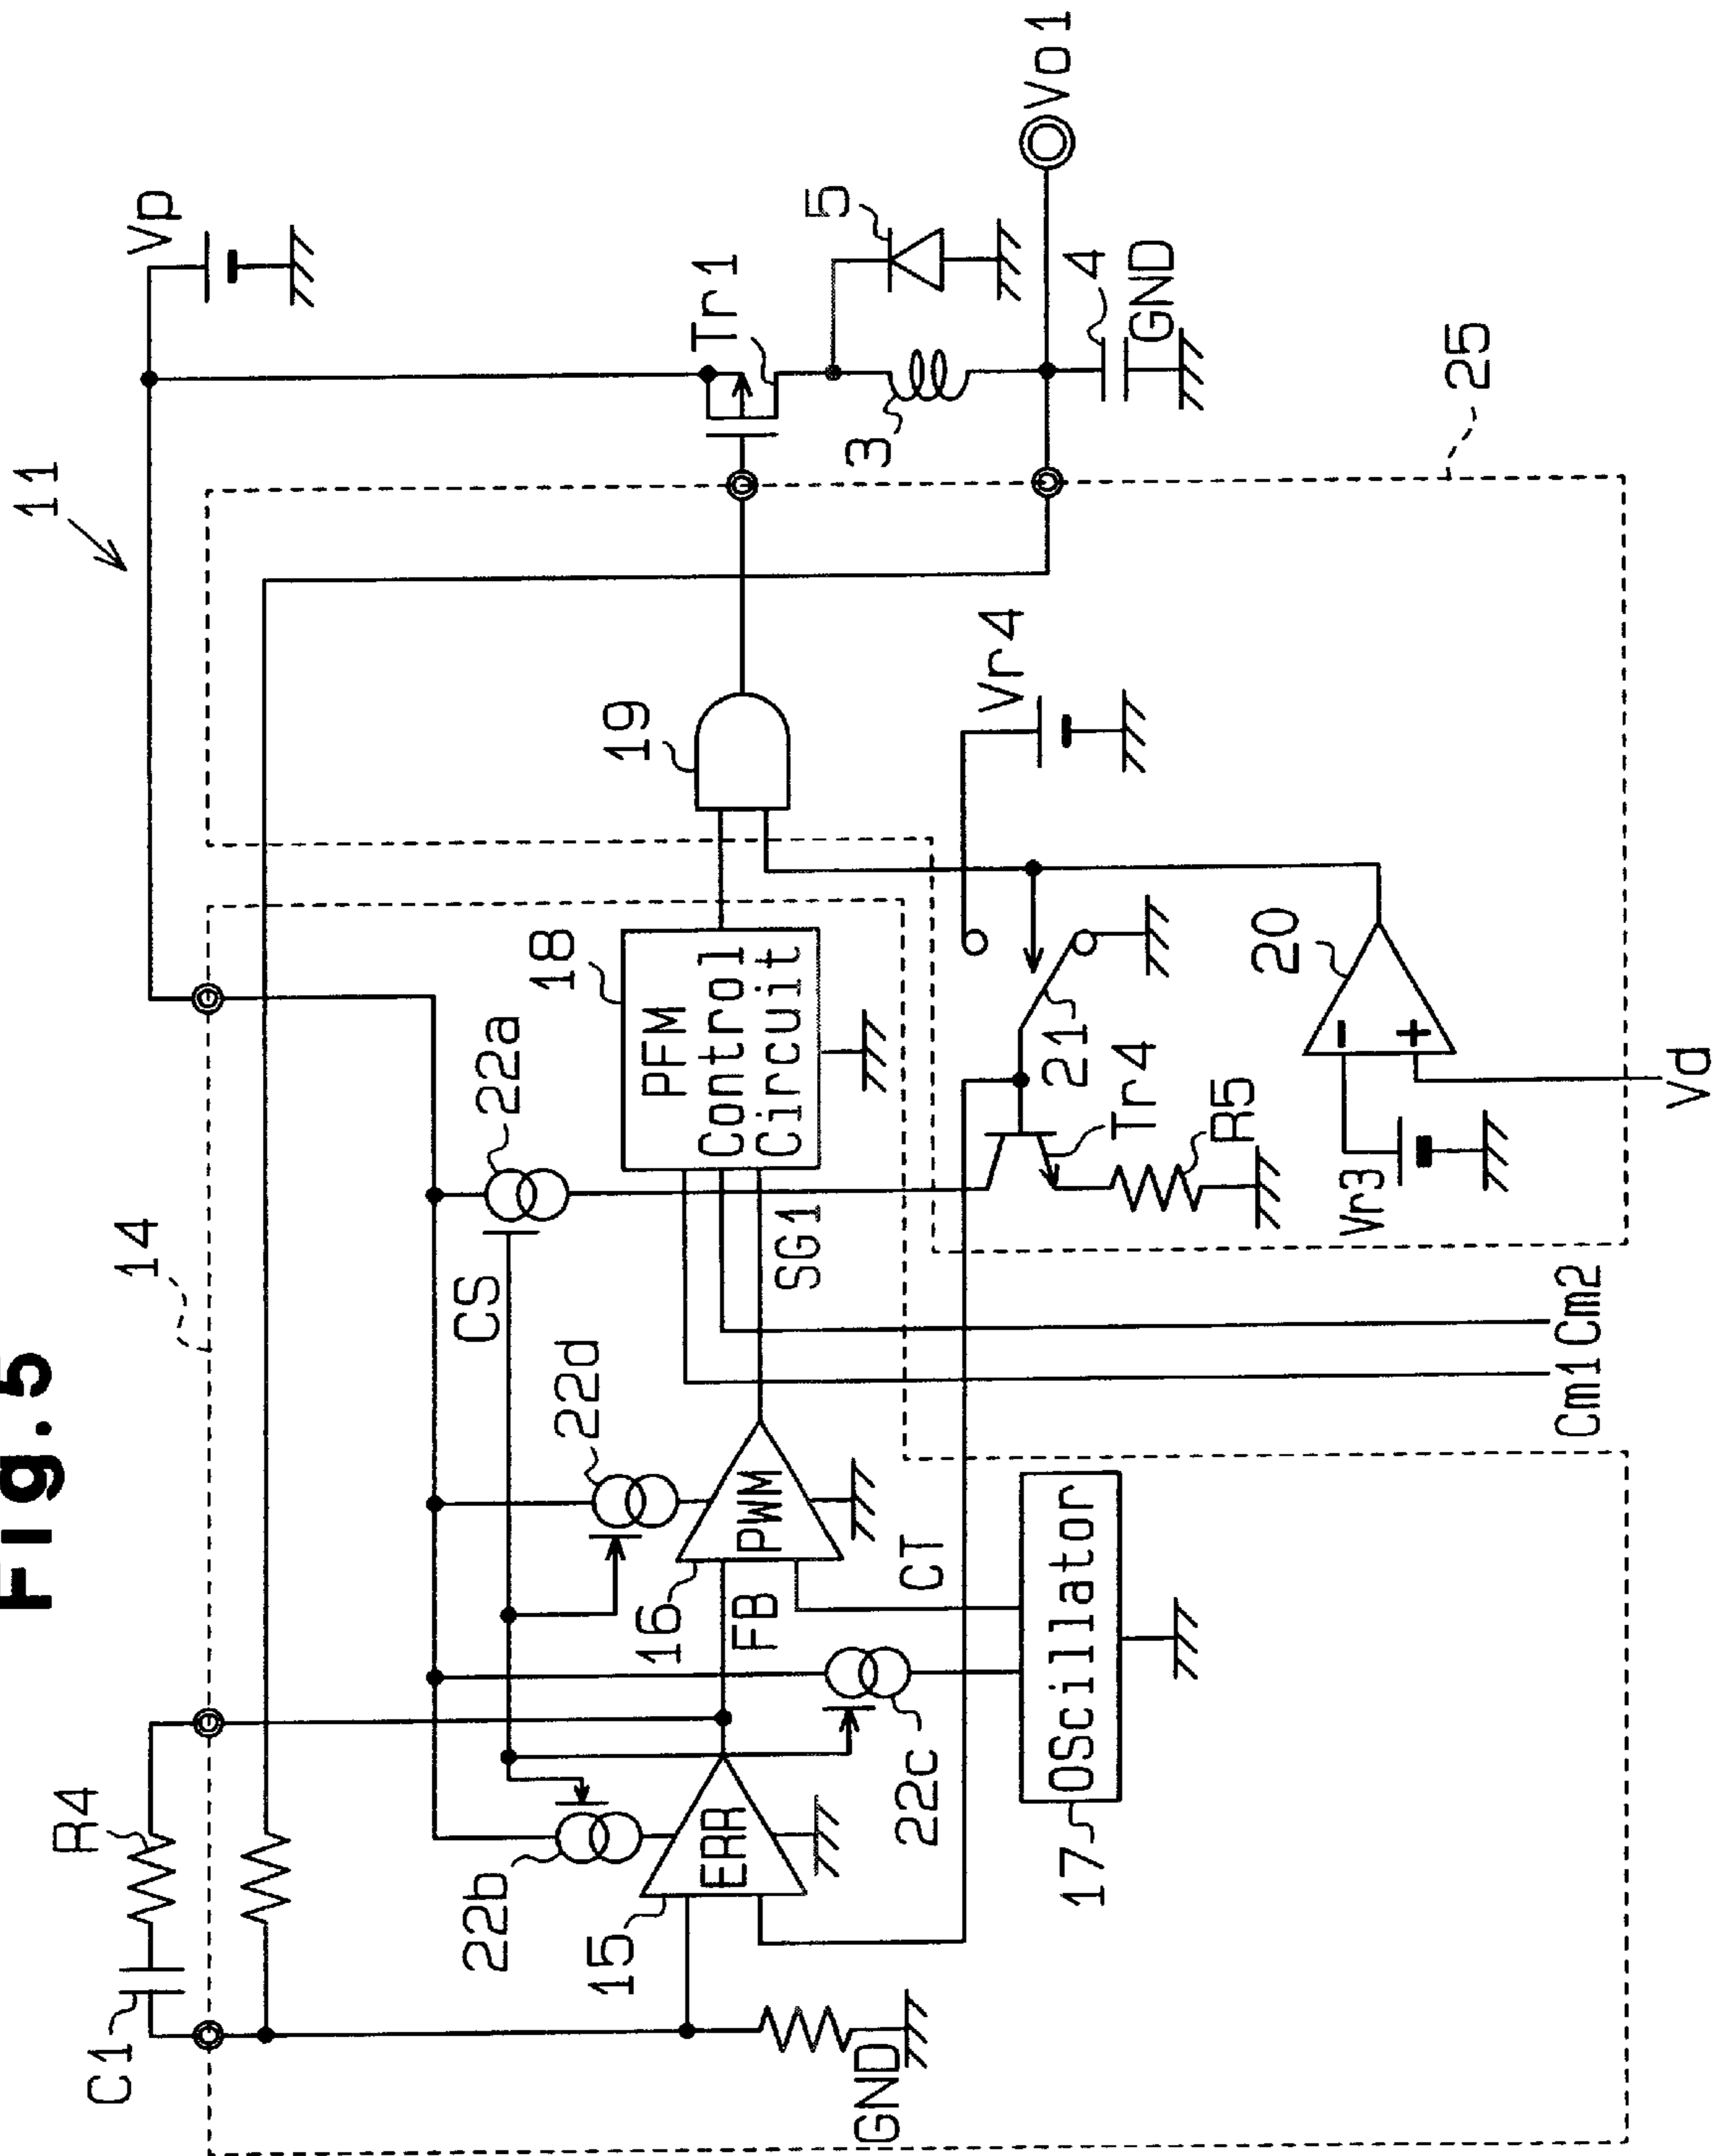 Fig.5
11
14
C1
R4
Vp
CS
22a
22b
22d
22c
15
ERR
FB
16
PWM
SG1
CT
18
PFM
Control
Circuit
19
Tr1
5
3
4
GND
Vo1
GND
17
OScillator
Cm1
Cm2
21
Tr4
R5
Vr4
20
−
+
Vr3
Vd
25